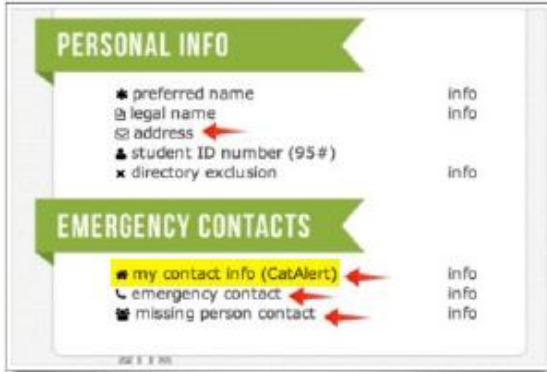 PERSONAL INFO
preferred name info
legal name info
address
student ID number (95#)
directory exclusion info
EMERGENCY CONTACTS
my contact info (CatAlert) info
emergency contact info
missing person contact info